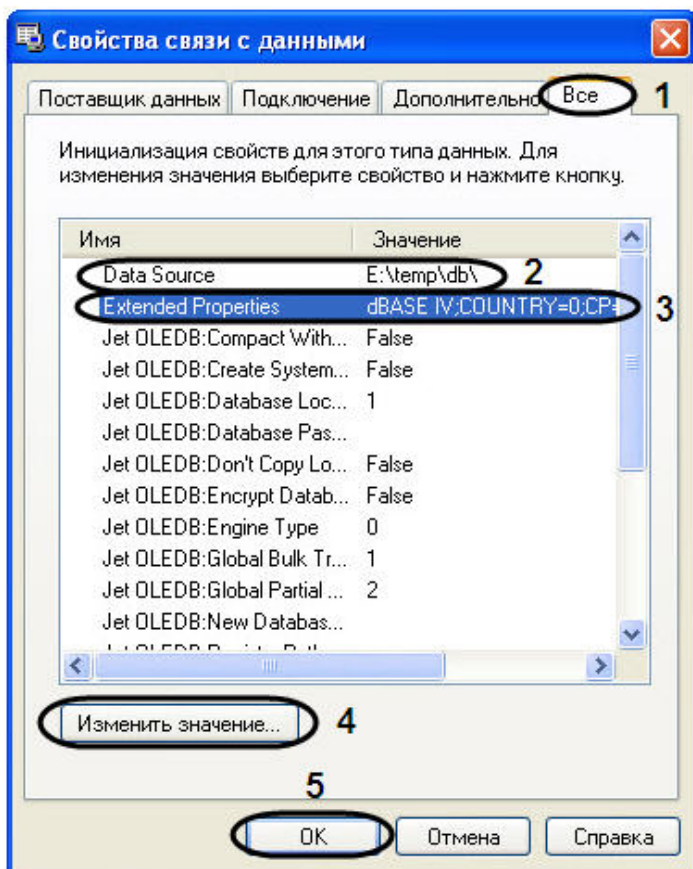 Свойства связи с данными
Поставщик данных Подключение Дополнительно Все 1
Инициализация свойств для этого типа данных. Для
изменения значения выберите свойство и нажмите кнопку.
Имя Значение
Data Source E:\temp\db\ 2
Extended Properties dBASE IV;COUNTRY=0;CP= 3
Jet OLEDB:Compact With... False
Jet OLEDB:Create System... False
Jet OLEDB:Database Loc... 1
Jet OLEDB:Database Pas...
Jet OLEDB:Don't Copy Lo... False
Jet OLEDB:Encrypt Datab... False
Jet OLEDB:Engine Type 0
Jet OLEDB:Global Bulk Tr... 1
Jet OLEDB:Global Partial ... 2
Jet OLEDB:New Databas...
Изменить значение... 4
5
OK Отмена Справка